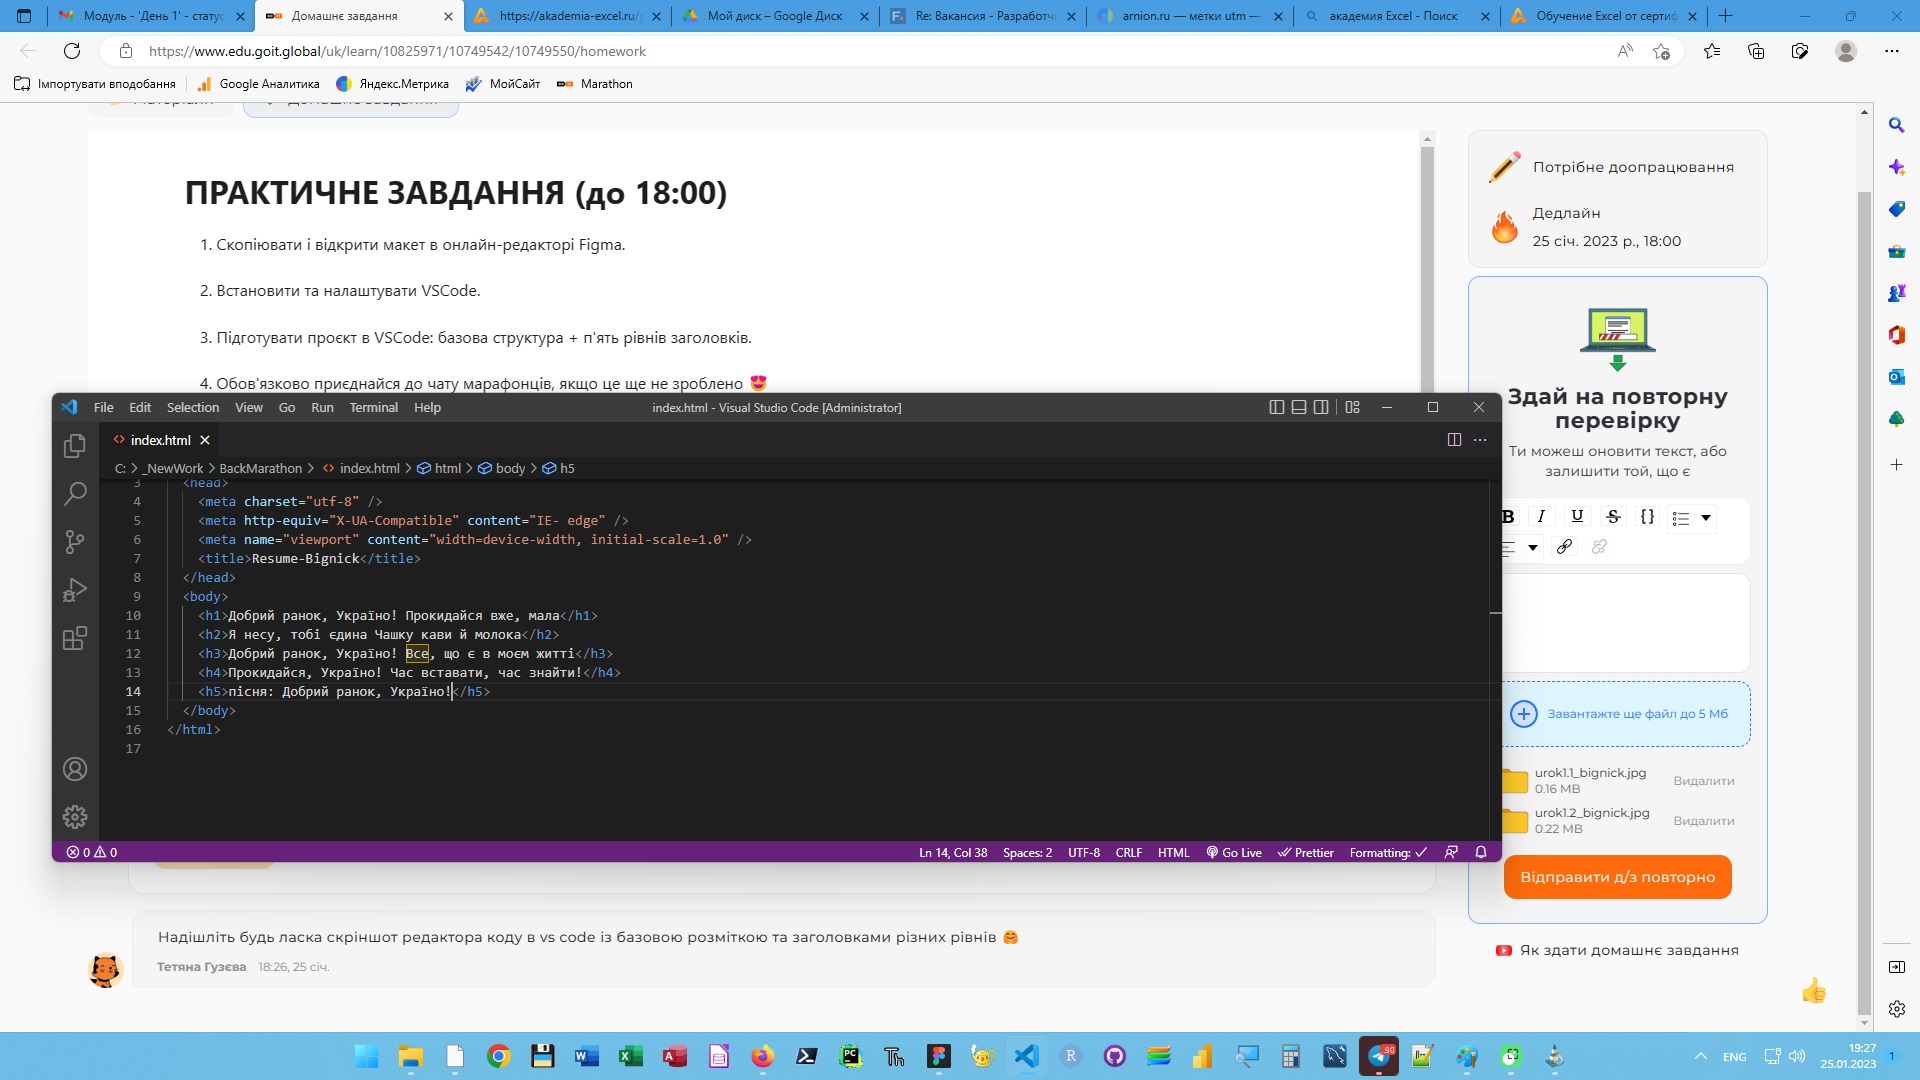 Модуль - 'День 1' - статус
Домашнє завдання
https://akademia-excel.ru/
Мой диск – Google Диск
Re: Вакансия - Разработч
arnion.ru — метки utm —
академия Excel - Поиск
Обучение Excel от сертиф
https://www.edu.goit.global/uk/learn/10825971/10749542/10749550/homework
Імпортувати вподобання
Google Аналитика
Яндекс.Метрика
МойСайт
Marathon
Матеріали
Домашнє завдання
ПРАКТИЧНЕ ЗАВДАННЯ (до 18:00)
1. Скопіювати і відкрити макет в онлайн-редакторі Figma.
2. Встановити та налаштувати VSCode.
3. Підготувати проєкт в VSCode: базова структура + п'ять рівнів заголовків.
4. Обов'язково приєднайся до чату марафонців, якщо це ще не зроблено 😍
Потрібне доопрацювання
Дедлайн
25 січ. 2023 р., 18:00
Здай на повторну
перевірку
Ти можеш оновити текст, або
залишити той, що є
B I U S {}
Завантажте ще файл до 5 Мб
urok1.1_bignick.jpg
0.16 MB
Видалити
urok1.2_bignick.jpg
0.22 MB
Видалити
Відправити д/з повторно
Як здати домашнє завдання
File Edit Selection View Go Run Terminal Help
index.html - Visual Studio Code [Administrator]
index.html
C: > _NewWork > BackMarathon > index.html > html > body > h5
3 <head>
4 <meta charset="utf-8" />
5 <meta http-equiv="X-UA-Compatible" content="IE- edge" />
6 <meta name="viewport" content="width=device-width, initial-scale=1.0" />
7 <title>Resume-Bignick</title>
8 </head>
9 <body>
10 <h1>Добрий ранок, Україно! Прокидайся вже, мала</h1>
11 <h2>Я несу, тобі єдина Чашку кави й молока</h2>
12 <h3>Добрий ранок, Україно! Все, що є в моєм житті</h3>
13 <h4>Прокидайся, Україно! Час вставати, час знайти!</h4>
14 <h5>пісня: Добрий ранок, Україно!</h5>
15 </body>
16 </html>
17
0 0
Ln 14, Col 38 Spaces: 2 UTF-8 CRLF HTML Go Live Prettier Formatting: ✓
Надішліть будь ласка скріншот редактора коду в vs code із базовою розміткою та заголовками різних рівнів 🤗
Тетяна Гузєва 18:26, 25 січ.
ENG
19:27
25.01.2023
1
90